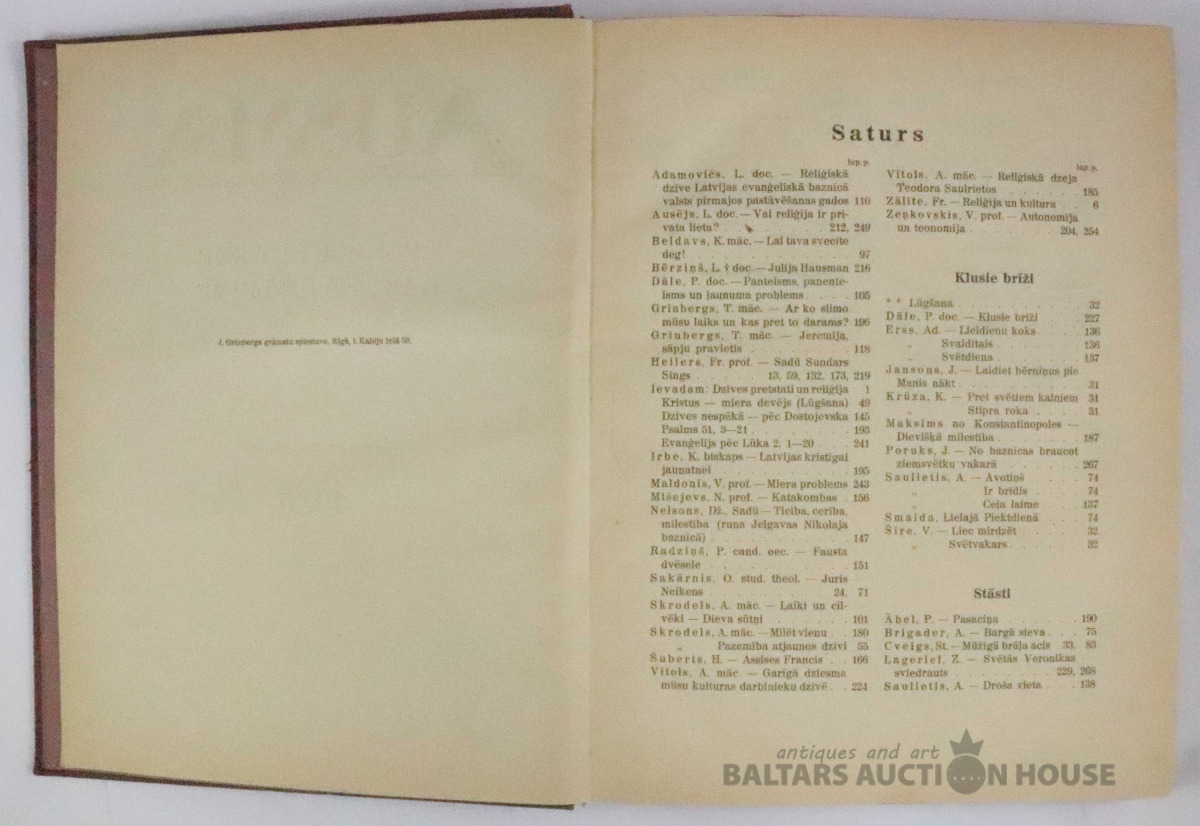 J. Grünbergs grāmatu spiestuve, Rīgā, l. Kalēju ielā 50.
Saturs
lap.p.
Adamovičs, L. doc. — Reliģiskā
dzīve Latvijas evaņģeliskā baznīcā
valsts pirmajos pastāvēšanas gados 110
Ausējs, L. doc. — Vai reliģija ir pri-
vata lieta? . . . . . . . 212, 249
Beldavs, K. māc. — Lai tava svecīte
deg! . . . . . . . . . . 97
Bērziņš, L. † doc. — Julija Hausman 216
Dāle, P. doc. — Panteisms, panente-
isms un ļaunuma problems . . . . 105
Grīnbergs, T. māc. — Ar ko slimo
mūsu laiks un kas pret to darams? 196
Grīnbergs, T. māc. — Jeremija,
sāpju pravietis . . . . . . . 118
Heilers, Fr. prof. — Sadū Sundars
Sings . . . . . 13, 59, 132, 173, 219
Ievadam: Dzīves pretstati un reliģija 1
Kristus — miera devējs (Lūgšana) 49
Dzīves nespēkā — pēc Dostojevska 145
Psalms 51, 3—21 . . . . . . . 193
Evaņģelijs pēc Lūka 2, 1—20 . . . 241
Irbe, K. biskaps — Latvijas kristīgai
jaunatnei . . . . . . . . . 195
Maldonis, V. prof. — Miera problems 243
Mišejevs, N. prof. — Katakombas . 156
Nelsons, Dž., Sadū — Ticība, cerība,
mīlestība (runa Jelgavas Nikolaja
baznīcā) . . . . . . . . . 147
Radziņš, P. cand. oec. — Fausta
dvēsele . . . . . . . . . . 151
Sakārnis, O. stud. theol. — Juris
Neikens . . . . . . . . 24, 71
Skrodels, A. māc. — Laiki un cil-
vēki — Dieva sūtņi . . . . . . 101
Skrodels, A. māc. — Mīlēt vienu . . 180
„ Pazemība atjaunos dzīvi 55
Šuberts, H. — Assises Francis . . 166
Vītols, A. māc. — Garīgā dziesma
mūsu kulturas darbinieku dzīvē . . 224
lap.p.
Vītols, A. māc. — Reliģiskā dzeja
Teodora Saulrietos . . . . . . 185
Zālīte, Fr. — Reliģija un kultura . . 6
Zeņkovskis, V. prof. — Autonomija
un teonomija . . . . . . 204, 254
Klusie brīži
* * Lūgšana . . . . . . . . . 32
Dāle, P. doc. — Klusie brīži . . . 227
Erss, Ad. — Lieldienu koks . . . . 136
„ Svaidītais . . . . . . 136
„ Svētdiena . . . . . . 137
Jansons, J. — Laidiet bērniņus pie
Manis nākt . . . . . . . . . 31
Krūza, K. — Pret svētiem kalniem 31
„ Stipra roka . . . . 31
Maksims no Konstantinopoles —
Dievišķā mīlestība . . . . . . 187
Poruks, J. — No baznīcas braucot
ziemsvētku vakarā . . . . . . 267
Saulietis, A. — Avotiņš . . . . 74
„ Ir brīdis . . . . 74
„ Ceļa laime . . . . 137
Smaida, Lielajā Piektdienā . . . 74
Šīre, V. — Liec mirdzēt . . . . . 32
„ Svētvakars . . . . . . 32
Stāsti
Ābel, P. — Pasaciņa . . . . . . 190
Brigader, A. — Bargā sieva . . . 75
Cveigs, St. — Mūžīgā brāļa acis 33, 83
Lagerlef, Z. — Svētās Veronikas
sviedrauts . . . . . . . 229, 268
Saulietis, A. — Droša vieta . . . 138
antiques and art
BALTARS AUCTION HOUSE